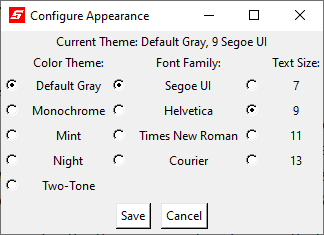 Configure Appearance
Current Theme: Default Gray, 9 Segoe UI
Color Theme: Font Family: Text Size:
Default Gray Segoe UI 7
Monochrome Helvetica 9
Mint Times New Roman 11
Night Courier 13
Two-Tone
Save Cancel